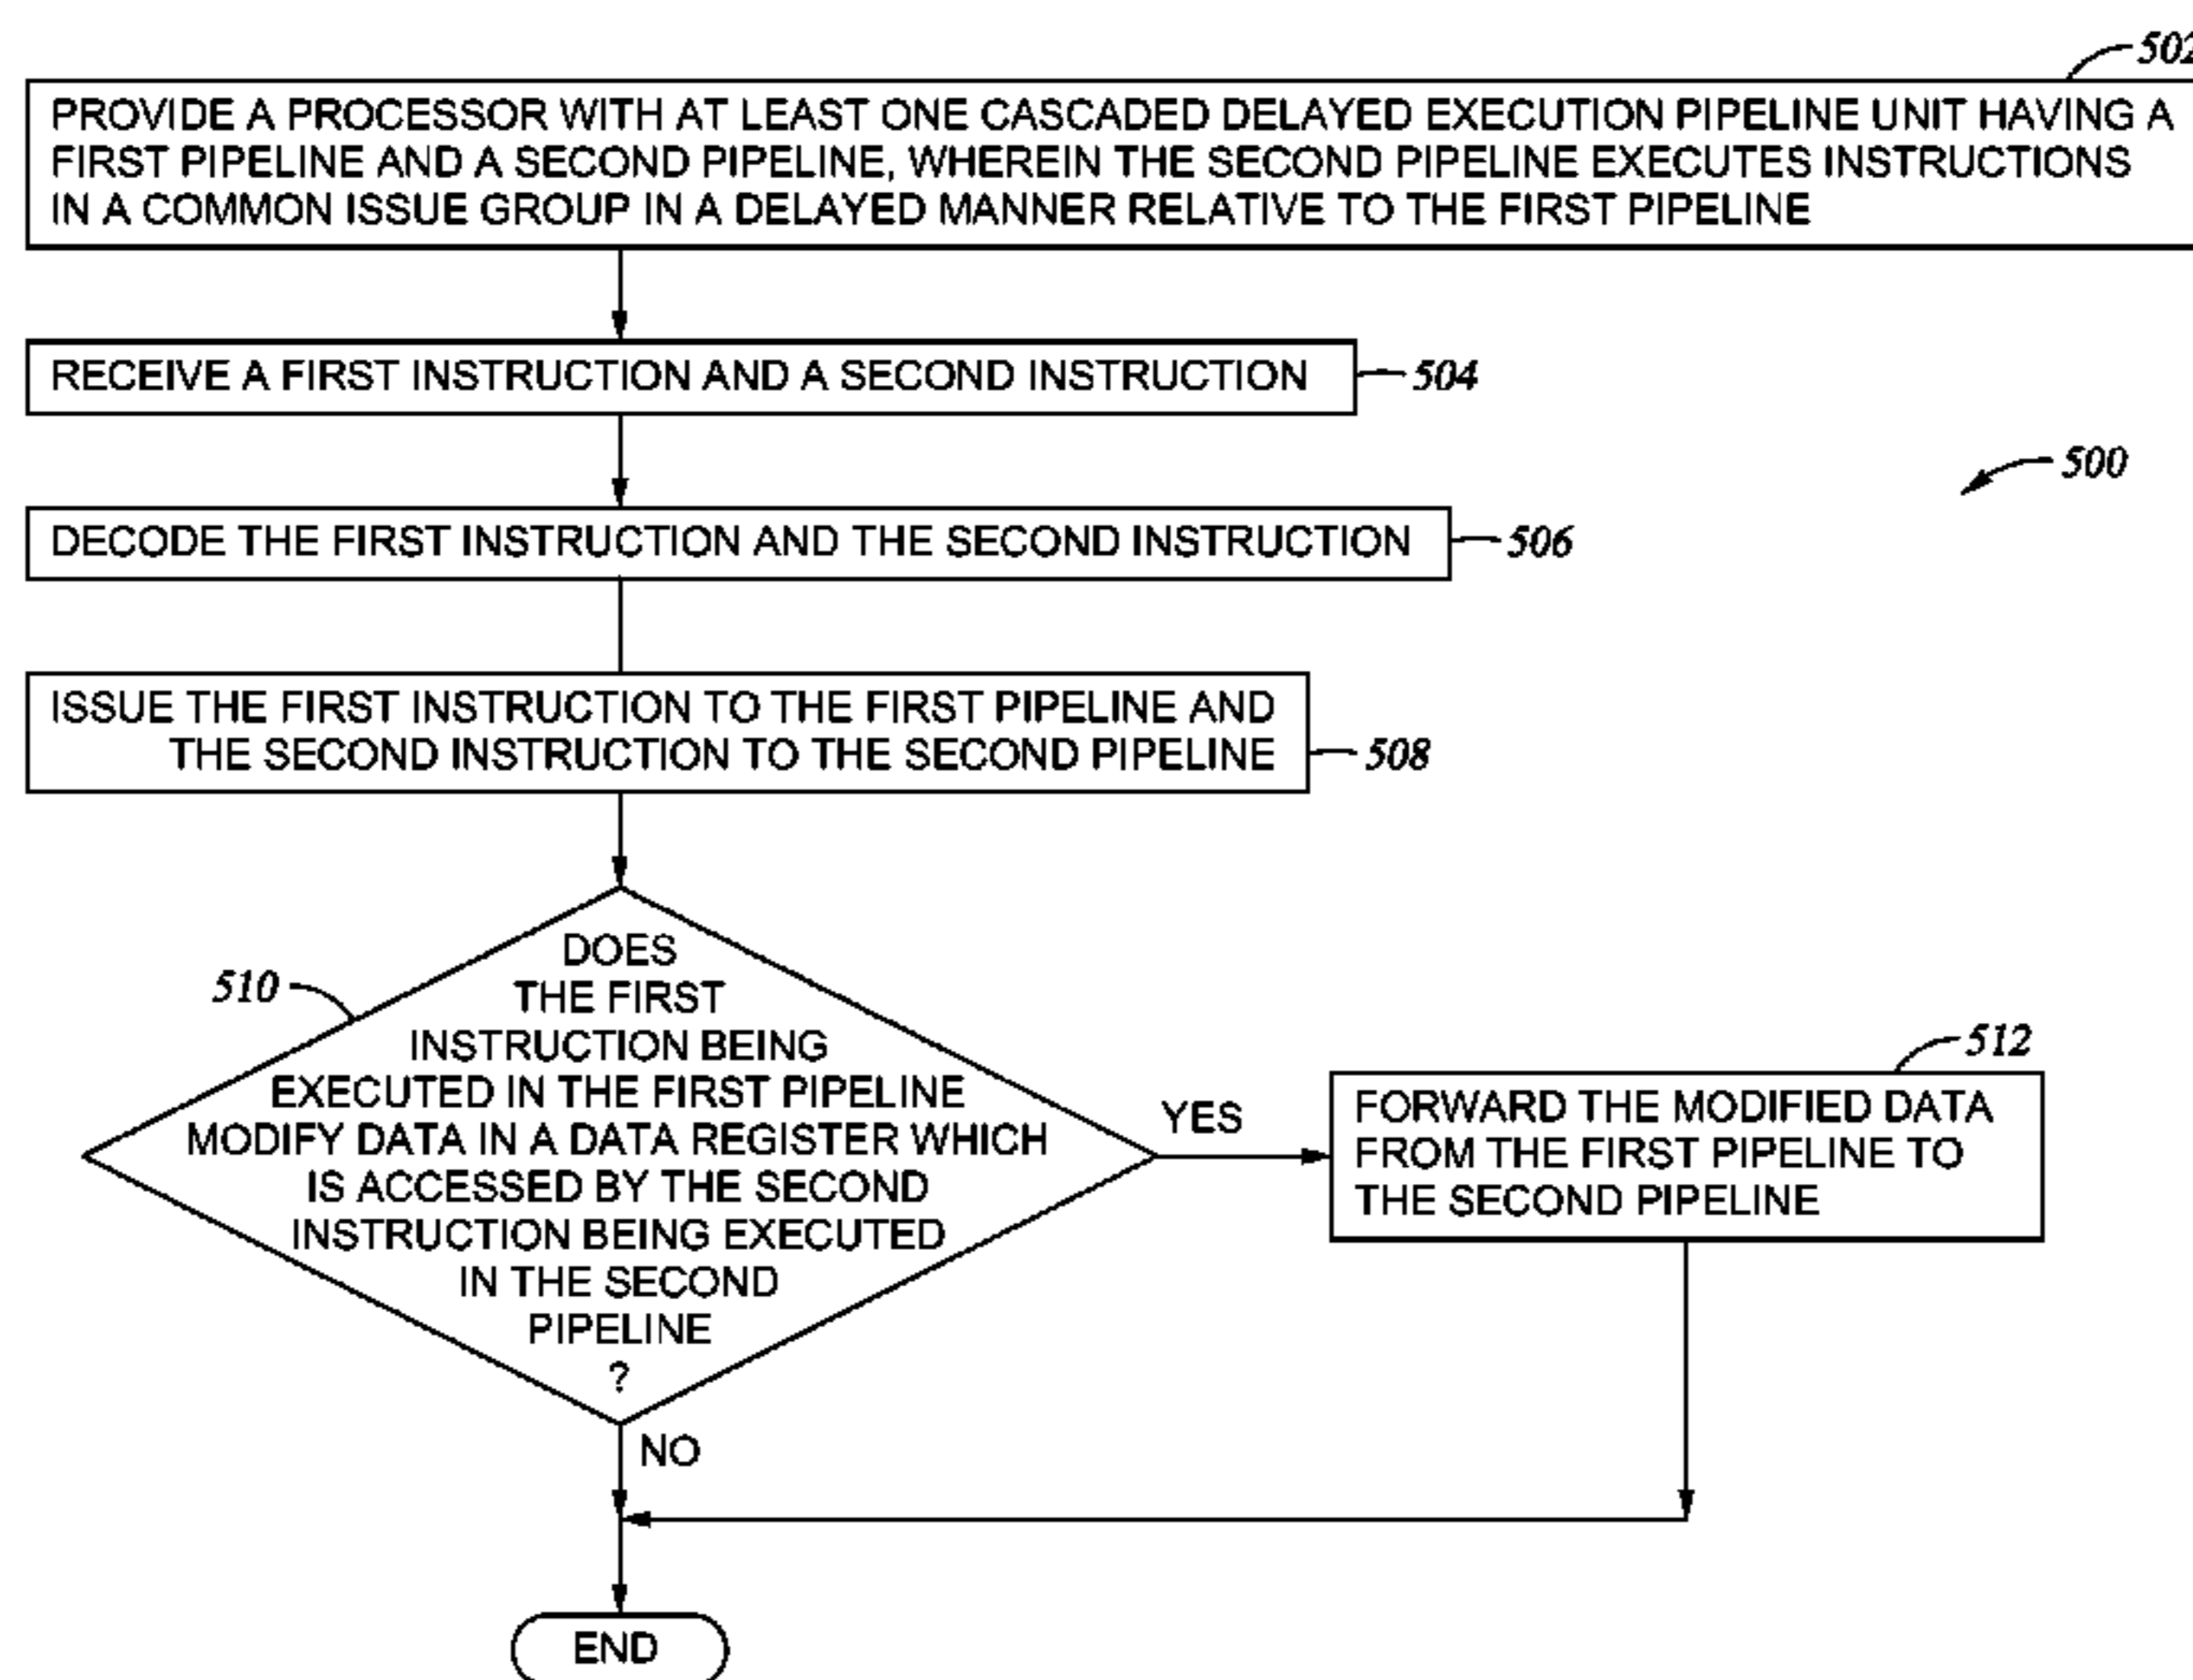 502
PROVIDE A PROCESSOR WITH AT LEAST ONE CASCADED DELAYED EXECUTION PIPELINE UNIT HAVING A
FIRST PIPELINE AND A SECOND PIPELINE, WHEREIN THE SECOND PIPELINE EXECUTES INSTRUCTIONS
IN A COMMON ISSUE GROUP IN A DELAYED MANNER RELATIVE TO THE FIRST PIPELINE
RECEIVE A FIRST INSTRUCTION AND A SECOND INSTRUCTION
504
500
DECODE THE FIRST INSTRUCTION AND THE SECOND INSTRUCTION
506
ISSUE THE FIRST INSTRUCTION TO THE FIRST PIPELINE AND
THE SECOND INSTRUCTION TO THE SECOND PIPELINE
508
510
DOES
THE FIRST
INSTRUCTION BEING
EXECUTED IN THE FIRST PIPELINE
MODIFY DATA IN A DATA REGISTER WHICH
IS ACCESSED BY THE SECOND
INSTRUCTION BEING EXECUTED
IN THE SECOND
PIPELINE
?
YES
512
FORWARD THE MODIFIED DATA
FROM THE FIRST PIPELINE TO
THE SECOND PIPELINE
NO
END